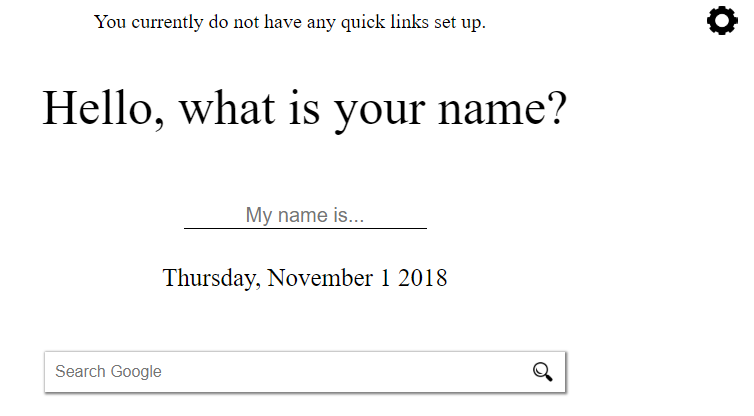 You currently do not have any quick links set up.
Hello, what is your name?
My name is...
Thursday, November 1 2018
Search Google